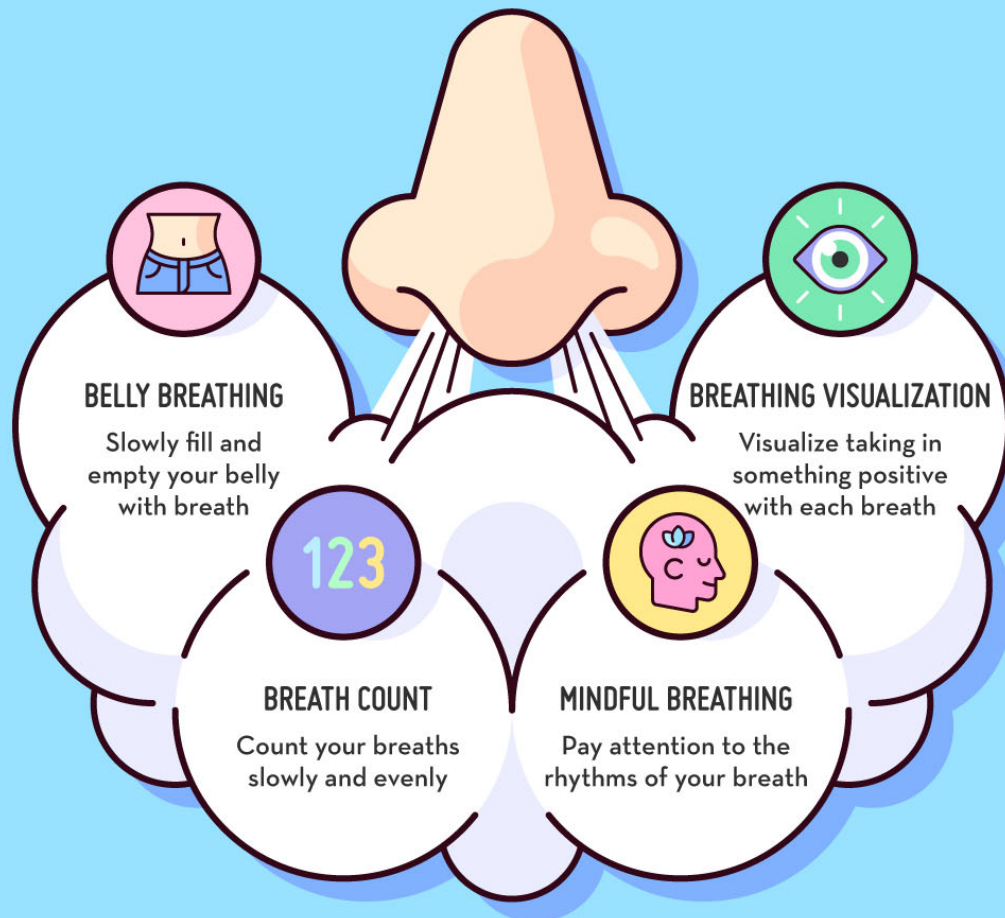 BELLY BREATHING
Slowly fill and
empty your belly
with breath
123
BREATH COUNT
Count your breaths
slowly and evenly
MINDFUL BREATHING
Pay attention to the
rhythms of your breath
BREATHING VISUALIZATION
Visualize taking in
something positive
with each breath